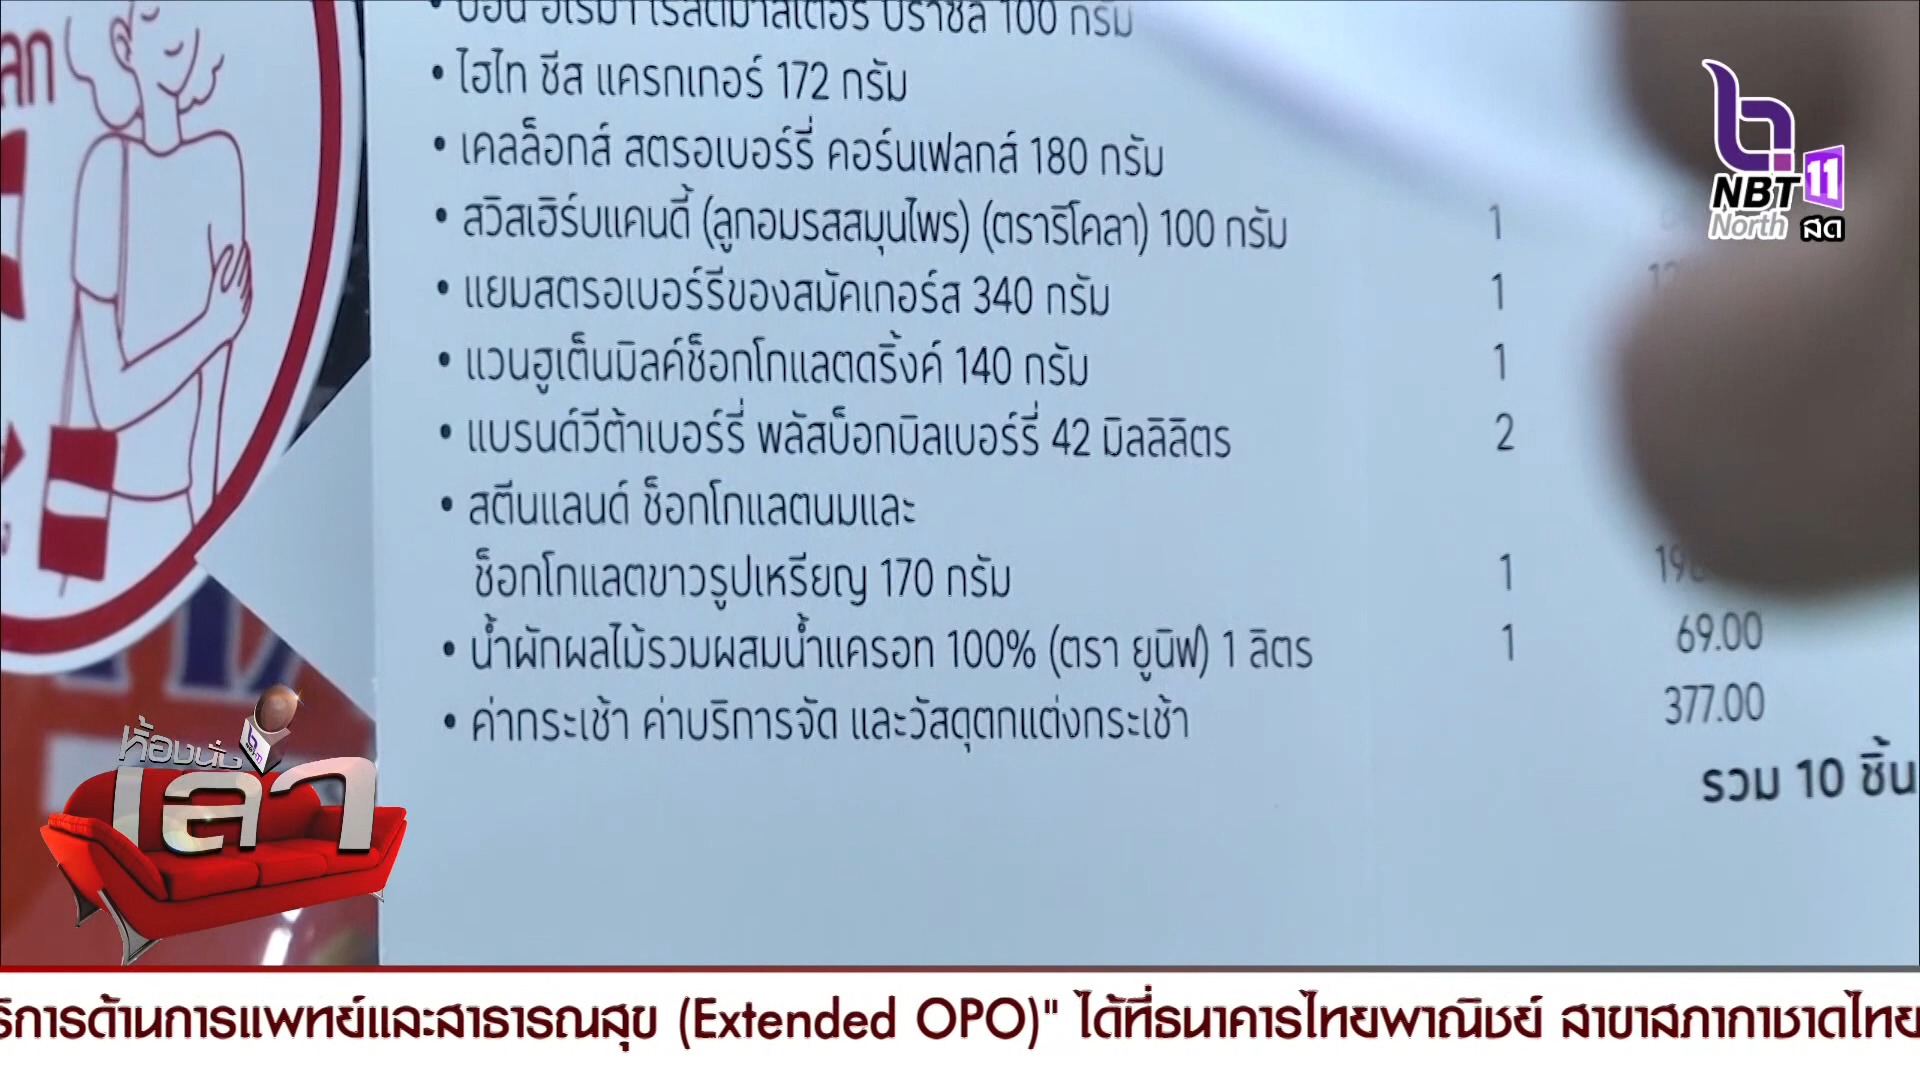 100 กรัม
• ไฮไท ชีส แครกเกอร์ 172 กรัม
• เคลล็อกส์ สตรอเบอร์รี่ คอร์นเฟลกส์ 180 กรัม
• สวิสเฮิร์บแคนดี้ (ลูกอมรสสมุนไพร) (ตรารีโคลา) 100 กรัม 1
• แยมสตรอเบอร์รีของสมัคเกอร์ส 340 กรัม 1
• แวนฮูเต็นมิลค์ช็อกโกแลตดริ้งค์ 140 กรัม 1
• แบรนด์วีต้าเบอร์รี่ พลัสบ็อกบิลเบอร์รี่ 42 มิลลิลิตร 2
• สตีนแลนด์ ช็อกโกแลตนมและ
ช็อกโกแลตขาวรูปเหรียญ 170 กรัม 1
• น้ำผักผลไม้รวมผสมน้ำแครอท 100% (ตรา ยูนิฟ) 1 ลิตร 1 69.00
• ค่ากระเช้า ค่าบริการจัด และวัสดุตกแต่งกระเช้า 377.00
รวม 10 ชิ้น
NBT 11
North สด
ห้องนั่ง
เล่า
ริการด้านการแพทย์และสาธารณสุข (Extended OPO)" ได้ที่ธนาคารไทยพาณิชย์ สาขาสภากาชาดไทย